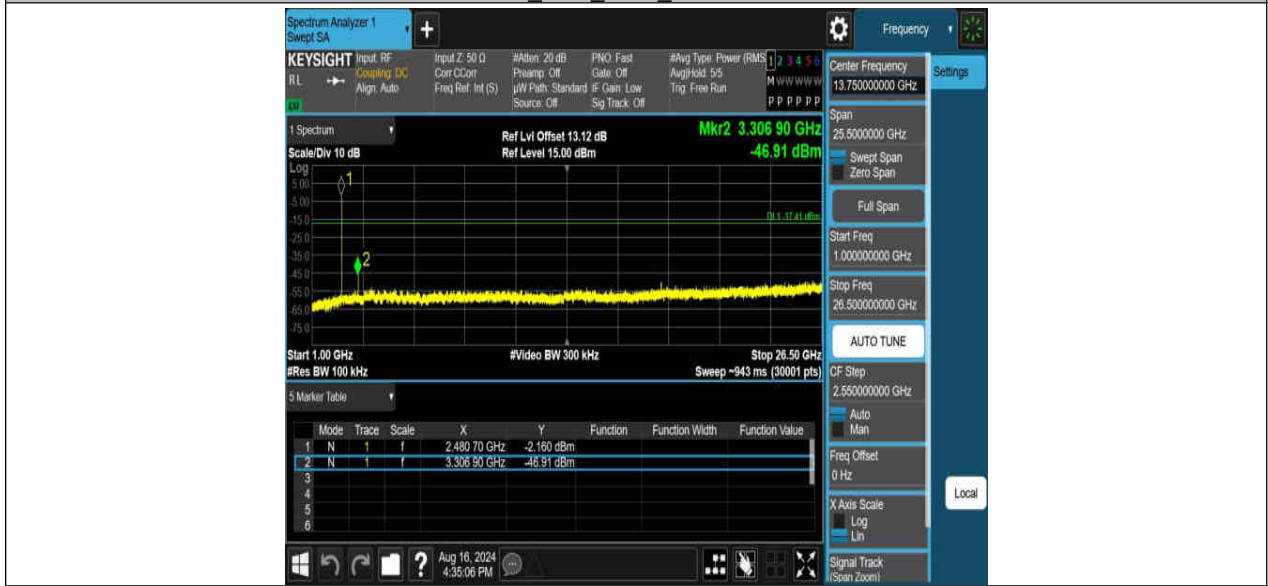 Spectrum Analyzer 1
Swept SA
+
Frequency
KEYSIGHT
RL
LW
Input: RF
Coupling: DC
Align: Auto
Input Z: 50 Ω
Corr CCorr
Freq Ref: Int (S)
#Atten: 20 dB
Preamp: Off
µW Path: Standard
Source: Off
PNO: Fast
Gate: Off
IF Gain: Low
Sig Track: Off
#Avg Type: Power (RMS
Avg|Hold: 5/5
Trig: Free Run
1 2 3 4 5 6
M W W W W W
P P P P P P
1 Spectrum
Scale/Div 10 dB
Ref Lvl Offset 13.12 dB
Ref Level 15.00 dBm
Mkr2 3.306 90 GHz
-46.91 dBm
Log
5.00
-5.00
-15.0
-25.0
-35.0
-45.0
-55.0
-65.0
-75.0
1
2
DL1 -17.41 dBm
Start 1.00 GHz
#Res BW 100 kHz
#Video BW 300 kHz
Stop 26.50 GHz
Sweep ~943 ms (30001 pts)
5 Marker Table
Mode Trace Scale X Y Function Function Width Function Value
1 N 1 f 2.480 70 GHz -2.160 dBm
2 N 1 f 3.306 90 GHz -46.91 dBm
3
4
5
6
?
Aug 16, 2024
4:35:06 PM
Center Frequency
13.750000000 GHz
Settings
Span
25.5000000 GHz
Swept Span
Zero Span
Full Span
Start Freq
1.000000000 GHz
Stop Freq
26.500000000 GHz
AUTO TUNE
CF Step
2.550000000 GHz
Auto
Man
Freq Offset
0 Hz
Local
X Axis Scale
Log
Lin
Signal Track
(Span Zoom)